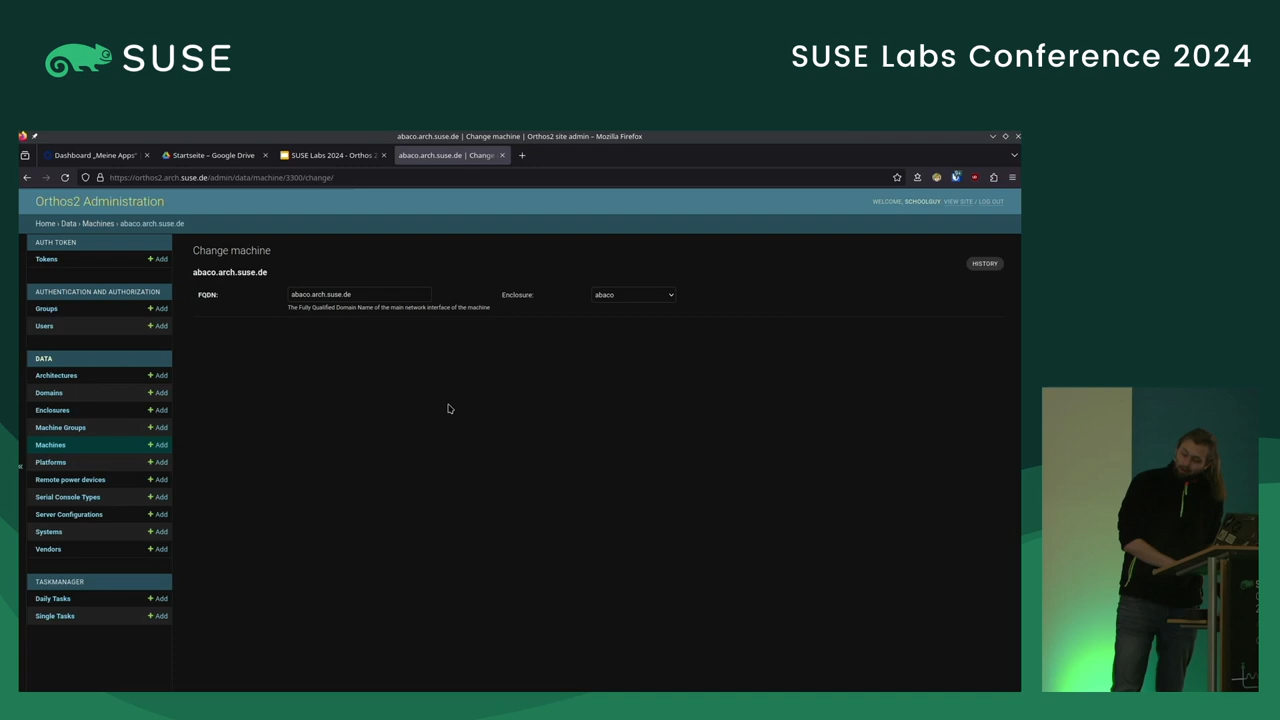 SUSE
SUSE Labs Conference 2024
abaco.arch.suse.de | Change machine | Orthos2 site admin – Mozilla Firefox
Dashboard „Meine Apps“
Startseite – Google Drive
SUSE Labs 2024 - Orthos 2
abaco.arch.suse.de | Change
https://orthos2.arch.suse.de/admin/data/machine/3300/change/
Orthos2 Administration
WELCOME, SCHOOLGUY. VIEW SITE / LOG OUT
Home › Data › Machines › abaco.arch.suse.de
AUTH TOKEN
Tokens + Add
AUTHENTICATION AND AUTHORIZATION
Groups + Add
Users + Add
DATA
Architectures + Add
Domains + Add
Enclosures + Add
Machine Groups + Add
Machines + Add
Platforms + Add
Remote power devices + Add
Serial Console Types + Add
Server Configurations + Add
Systems + Add
Vendors + Add
TASKMANAGER
Daily Tasks + Add
Single Tasks + Add
«
Change machine
HISTORY
abaco.arch.suse.de
FQDN: abaco.arch.suse.de Enclosure: abaco
The Fully Qualified Domain Name of the main network interface of the machine